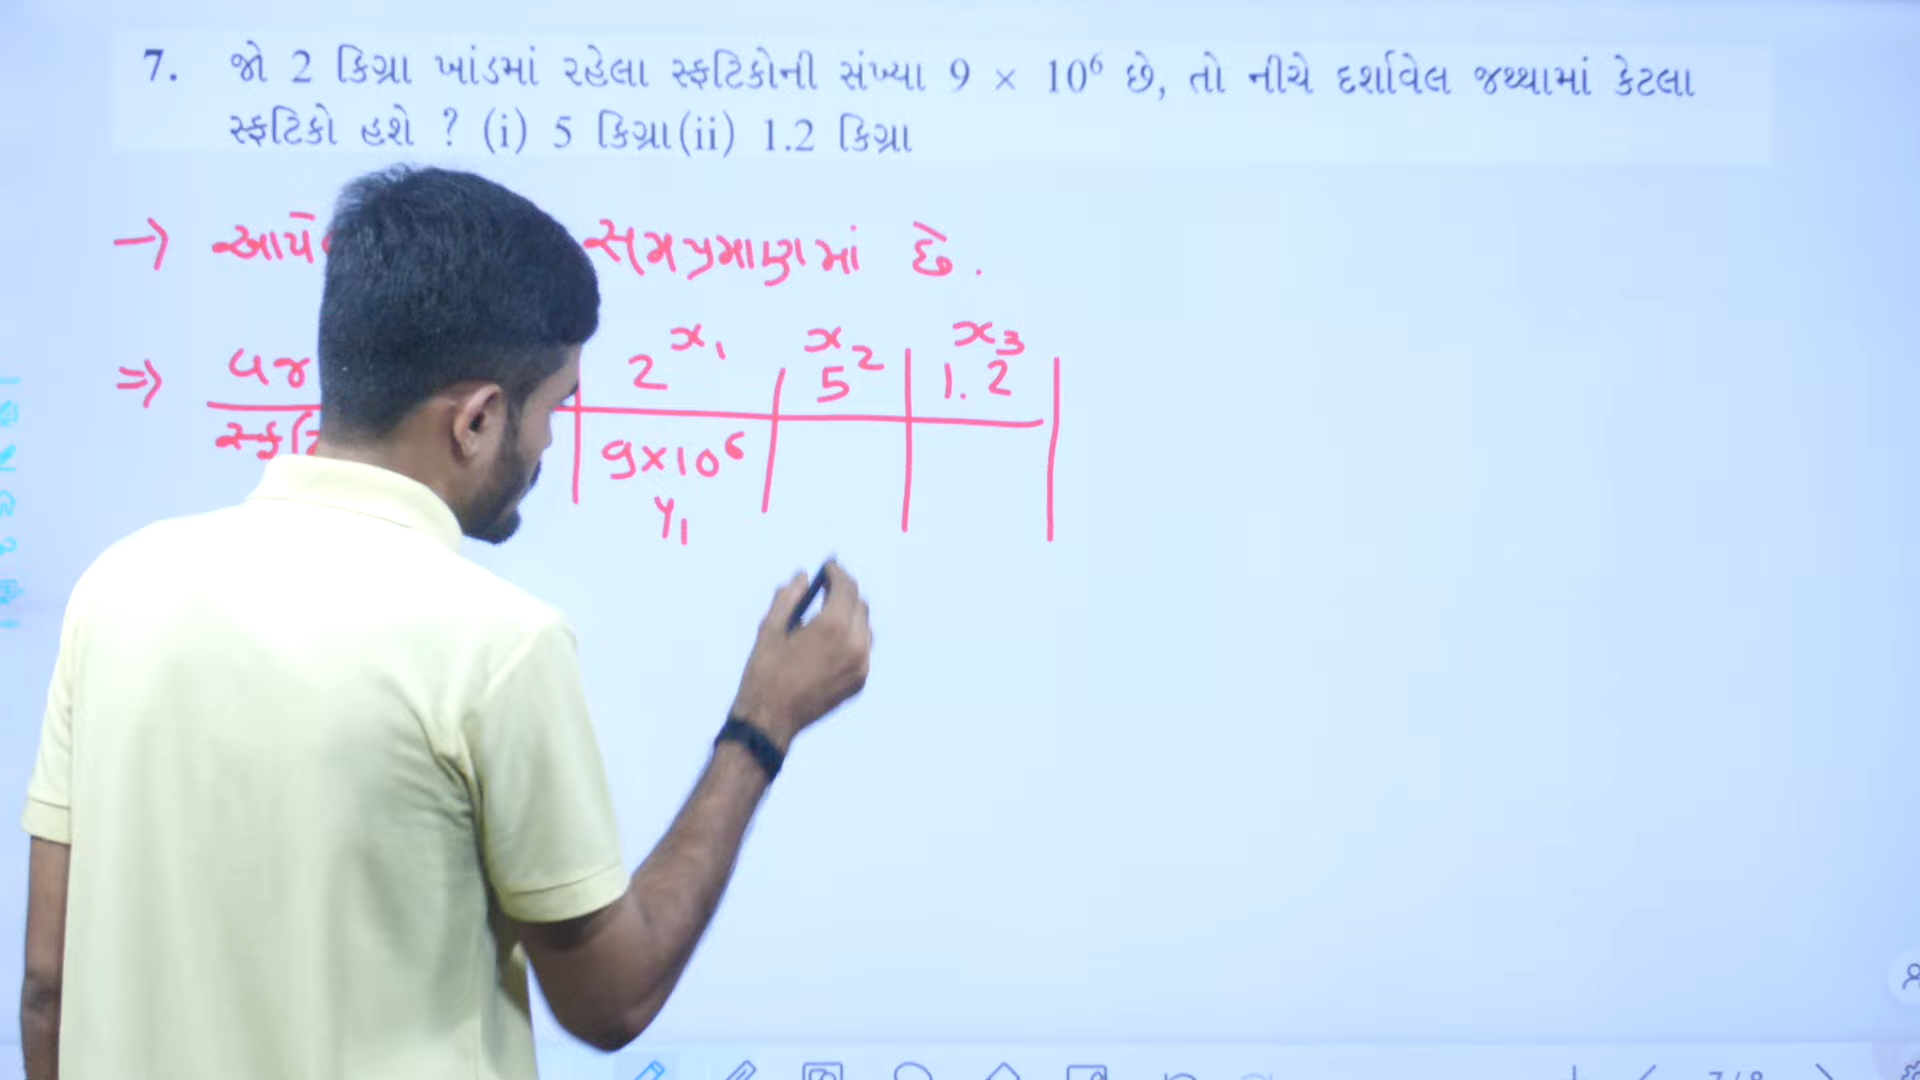 7. જો 2 કિગ્રા ખાંડમાં રહેલા સ્ફટિકોની સંખ્યા 9 × 10⁶ છે, તો નીચે દર્શાવેલ જથ્થામાં કેટલા
સ્ફટિકો હશે ? (i) 5 કિગ્રા(ii) 1.2 કિગ્રા
→ સમપ્રમાણમાં છે.
x₁ x₂ x₃
⇒ વજ 2 5 1.2
9×10⁶
y₁